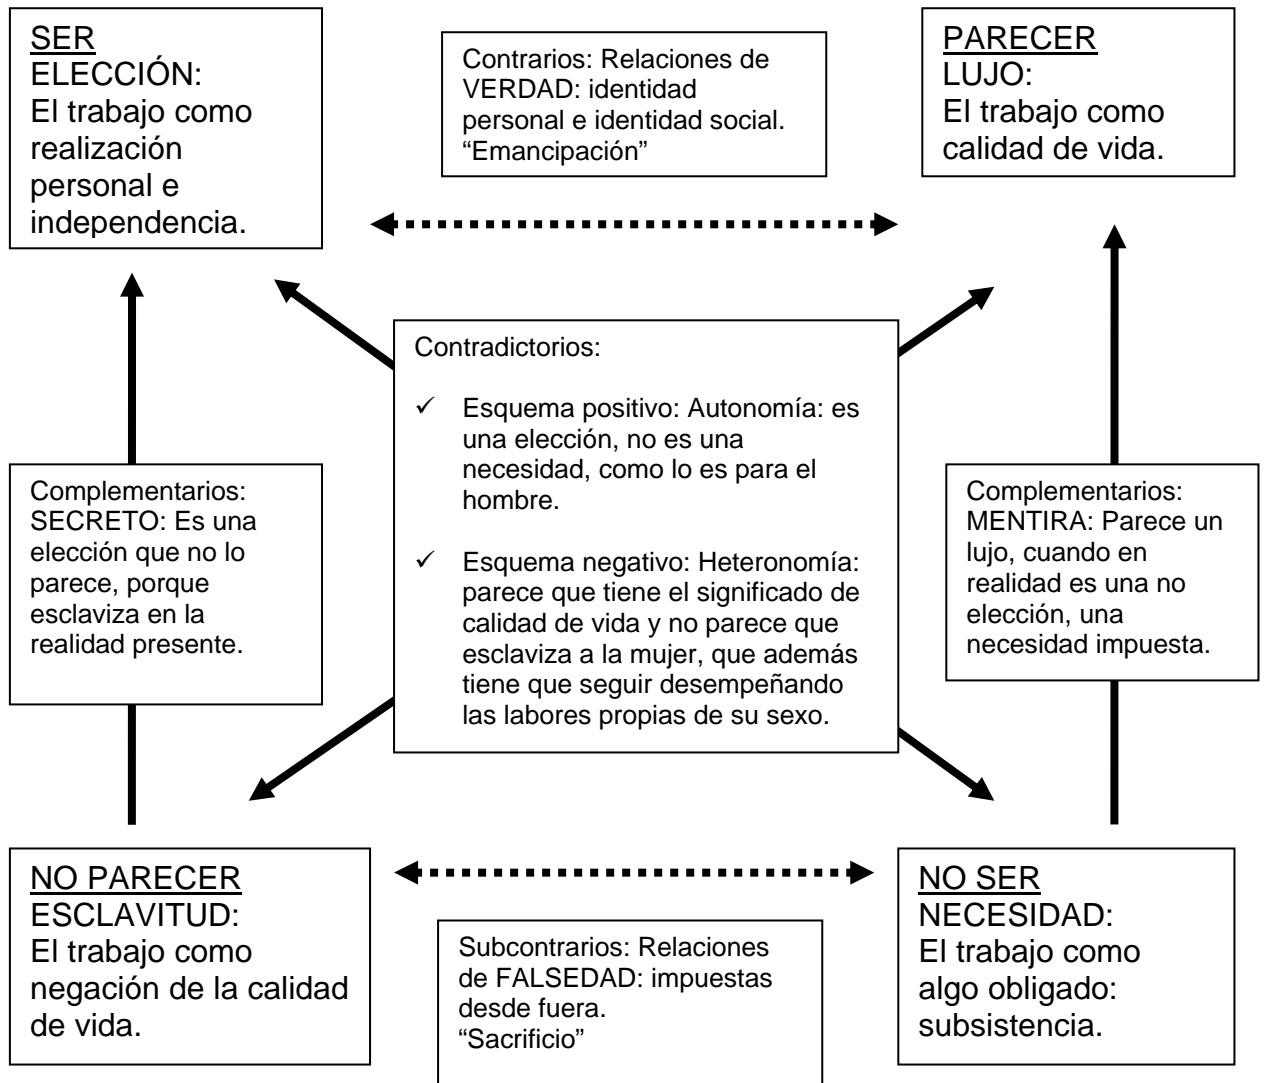 SER
ELECCIÓN:
El trabajo como
realización
personal e
independencia.
Contrarios: Relaciones de
VERDAD: identidad
personal e identidad social.
“Emancipación”
PARECER
LUJO:
El trabajo como
calidad de vida.
Complementarios:
SECRETO: Es una
elección que no lo
parece, porque
esclaviza en la
realidad presente.
Contradictorios:
✓ Esquema positivo: Autonomía: es
una elección, no es una
necesidad, como lo es para el
hombre.
✓ Esquema negativo: Heteronomía:
parece que tiene el significado de
calidad de vida y no parece que
esclaviza a la mujer, que además
tiene que seguir desempeñando
las labores propias de su sexo.
Complementarios:
MENTIRA: Parece un
lujo, cuando en
realidad es una no
elección, una
necesidad impuesta.
NO PARECER
ESCLAVITUD:
El trabajo como
negación de la calidad
de vida.
Subcontrarios: Relaciones
de FALSEDAD: impuestas
desde fuera.
“Sacrificio”
NO SER
NECESIDAD:
El trabajo como
algo obligado:
subsistencia.